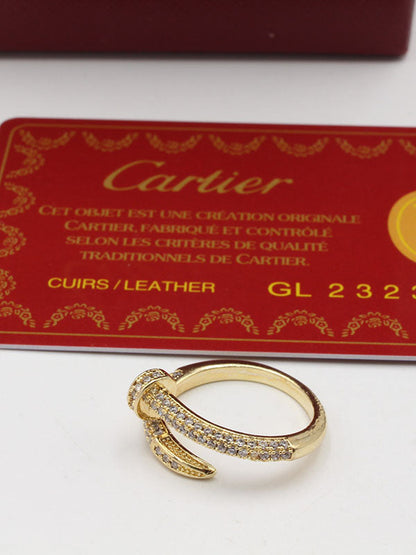 Cartier
CET OBJET EST UNE CRÉATION ORIGINALE
CARTIER, FABRIQUÉ ET CONTRÔLÉ
SELON LES CRITÈRES DE QUALITÉ
TRADITIONNELS DE CARTIER.
CUIRS / LEATHER GL 2323